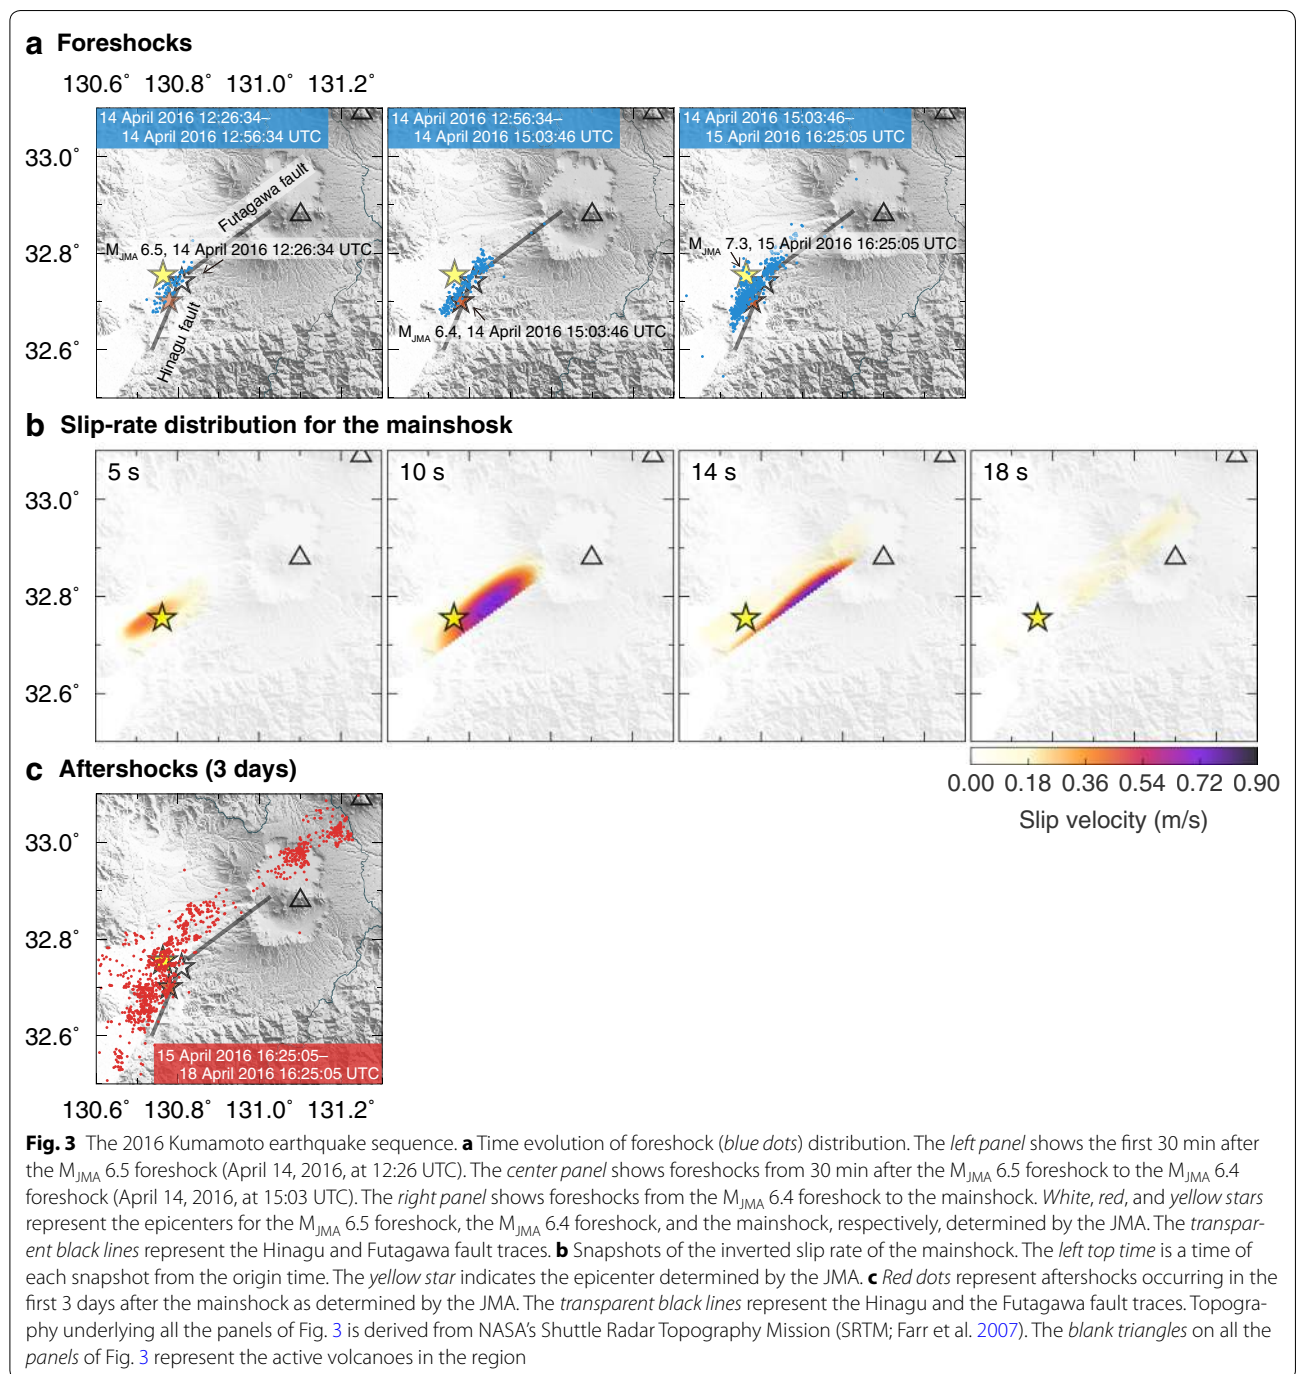 a Foreshocks
130.6° 130.8° 131.0° 131.2°
14 April 2016 12:26:34–
14 April 2016 12:56:34 UTC
14 April 2016 12:56:34–
14 April 2016 15:03:46 UTC
14 April 2016 15:03:46–
15 April 2016 16:25:05 UTC
33.0°
32.8°
32.6°
Futagawa fault
M_JMA 6.5, 14 April 2016 12:26:34 UTC
Hinagu fault
M_JMA 6.4, 14 April 2016 15:03:46 UTC
M_JMA 7.3, 15 April 2016 16:25:05 UTC
b Slip-rate distribution for the mainshosk
5 s
10 s
14 s
18 s
33.0°
32.8°
32.6°
0.00 0.18 0.36 0.54 0.72 0.90
Slip velocity (m/s)
c Aftershocks (3 days)
33.0°
32.8°
32.6°
15 April 2016 16:25:05–
18 April 2016 16:25:05 UTC
130.6° 130.8° 131.0° 131.2°
Fig. 3 The 2016 Kumamoto earthquake sequence. a Time evolution of foreshock (blue dots) distribution. The left panel shows the first 30 min after
the M_JMA 6.5 foreshock (April 14, 2016, at 12:26 UTC). The center panel shows foreshocks from 30 min after the M_JMA 6.5 foreshock to the M_JMA 6.4
foreshock (April 14, 2016, at 15:03 UTC). The right panel shows foreshocks from the M_JMA 6.4 foreshock to the mainshock. White, red, and yellow stars
represent the epicenters for the M_JMA 6.5 foreshock, the M_JMA 6.4 foreshock, and the mainshock, respectively, determined by the JMA. The transpar-
ent black lines represent the Hinagu and Futagawa fault traces. b Snapshots of the inverted slip rate of the mainshock. The left top time is a time of
each snapshot from the origin time. The yellow star indicates the epicenter determined by the JMA. c Red dots represent aftershocks occurring in the
first 3 days after the mainshock as determined by the JMA. The transparent black lines represent the Hinagu and the Futagawa fault traces. Topogra-
phy underlying all the panels of Fig. 3 is derived from NASA's Shuttle Radar Topography Mission (SRTM; Farr et al. 2007). The blank triangles on all the
panels of Fig. 3 represent the active volcanoes in the region